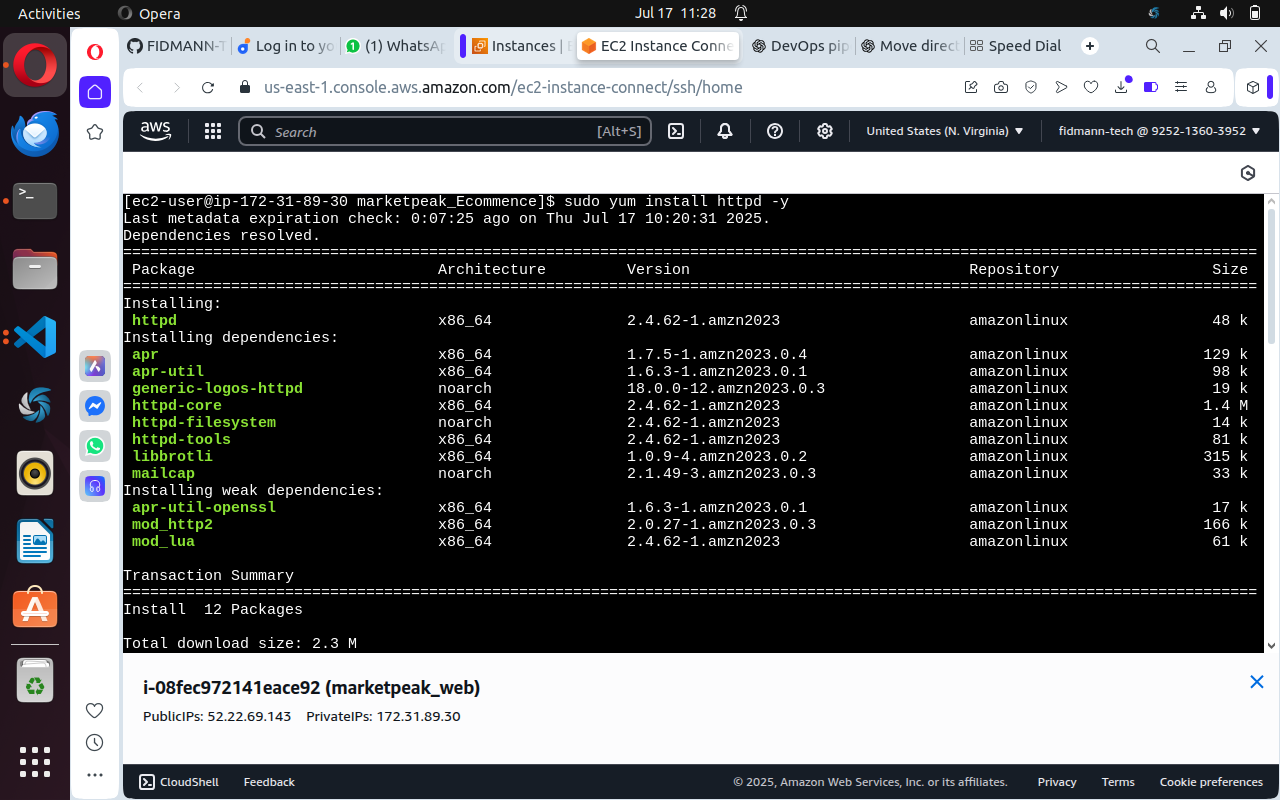 Activities
Opera
Jul 17 11:28
FIDMANN-T
Log in to yo
(1) WhatsAp
Instances | E
EC2 Instance Conne
DevOps pip
Move direct
Speed Dial
us-east-1.console.aws.amazon.com/ec2-instance-connect/ssh/home
aws
Search
[Alt+S]
United States (N. Virginia)
fidmann-tech @ 9252-1360-3952
[ec2-user@ip-172-31-89-30 marketpeak_Ecommence]$ sudo yum install httpd -y
Last metadata expiration check: 0:07:25 ago on Thu Jul 17 10:20:31 2025.
Dependencies resolved.
Package Architecture Version Repository Size
Installing:
httpd x86_64 2.4.62-1.amzn2023 amazonlinux 48 k
Installing dependencies:
apr x86_64 1.7.5-1.amzn2023.0.4 amazonlinux 129 k
apr-util x86_64 1.6.3-1.amzn2023.0.1 amazonlinux 98 k
generic-logos-httpd noarch 18.0.0-12.amzn2023.0.3 amazonlinux 19 k
httpd-core x86_64 2.4.62-1.amzn2023 amazonlinux 1.4 M
httpd-filesystem noarch 2.4.62-1.amzn2023 amazonlinux 14 k
httpd-tools x86_64 2.4.62-1.amzn2023 amazonlinux 81 k
libbrotli x86_64 1.0.9-4.amzn2023.0.2 amazonlinux 315 k
mailcap noarch 2.1.49-3.amzn2023.0.3 amazonlinux 33 k
Installing weak dependencies:
apr-util-openssl x86_64 1.6.3-1.amzn2023.0.1 amazonlinux 17 k
mod_http2 x86_64 2.0.27-1.amzn2023.0.3 amazonlinux 166 k
mod_lua x86_64 2.4.62-1.amzn2023 amazonlinux 61 k
Transaction Summary
Install 12 Packages
Total download size: 2.3 M
i-08fec972141eace92 (marketpeak_web)
PublicIPs: 52.22.69.143 PrivateIPs: 172.31.89.30
CloudShell
Feedback
© 2025, Amazon Web Services, Inc. or its affiliates.
Privacy
Terms
Cookie preferences